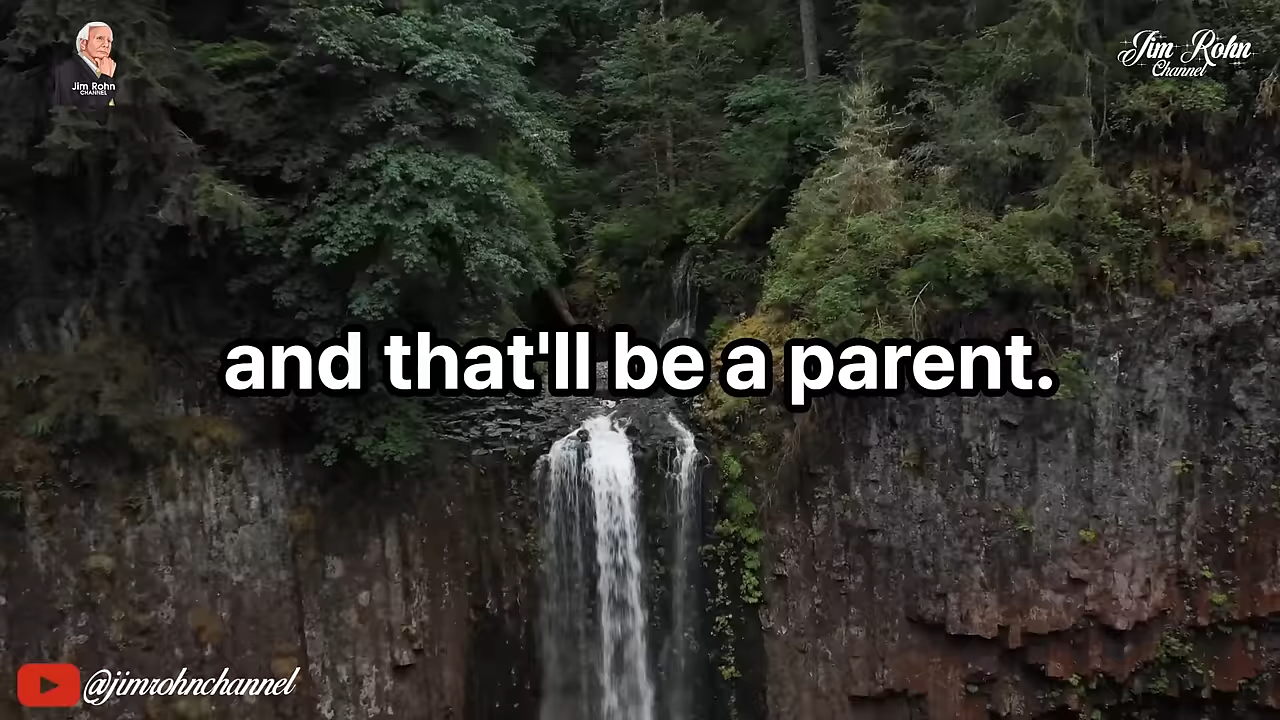 Jim Rohn
CHANNEL
Jim Rohn
Channel
and that'll be a parent.
@jimrohnchannel